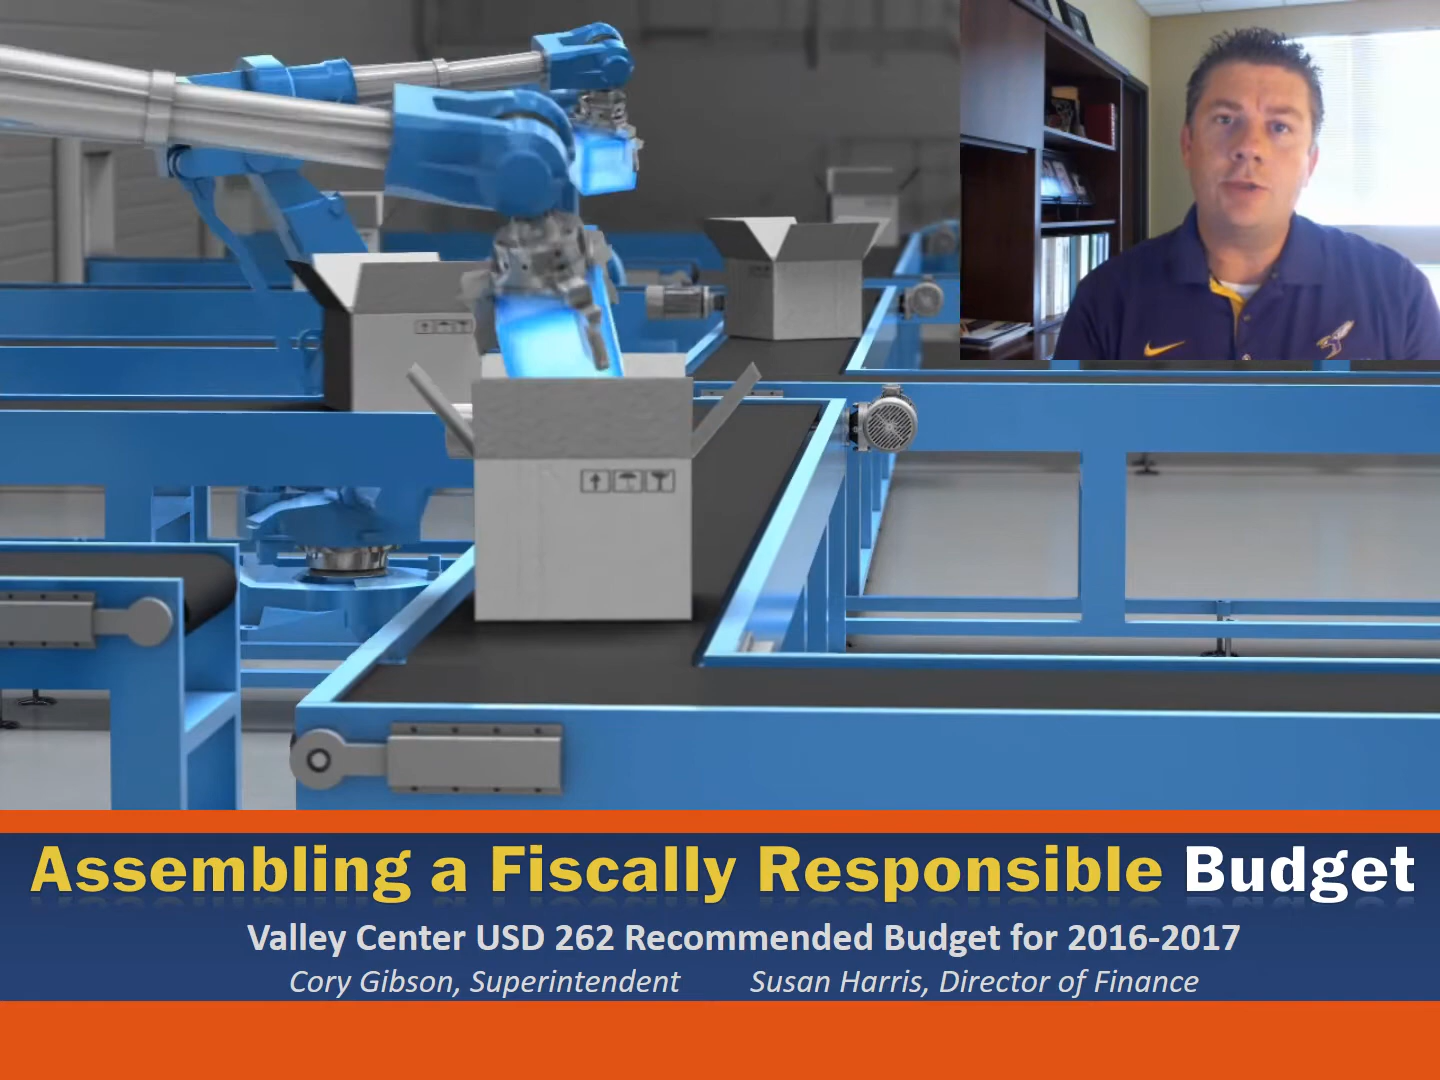 Assembling a Fiscally Responsible Budget
Valley Center USD 262 Recommended Budget for 2016-2017
Cory Gibson, Superintendent Susan Harris, Director of Finance